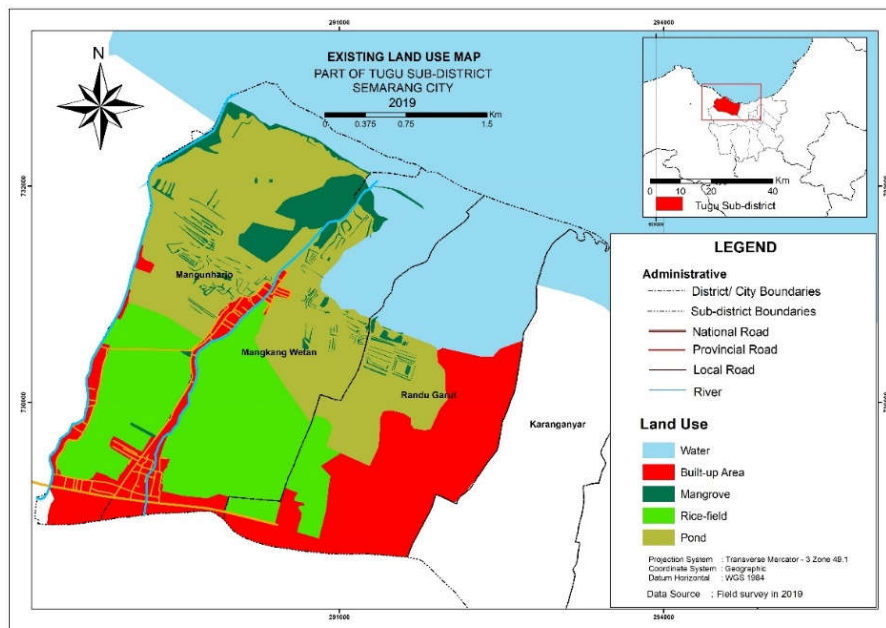 291000
294000
N
EXISTING LAND USE MAP
PART OF TUGU SUB-DISTRICT
SEMARANG CITY
2019
Km
0 0.375 0.75 1.5
Km
0 10 20 40
Tugu Sub-district
Mangunharjo
Mangkang Wetan
Randu Garut
Karanganyar
LEGEND
Administrative
District/ City Boundaries
Sub-district Boundaries
National Road
Provincial Road
Local Road
River
Land Use
Water
Built-up Area
Mangrove
Rice-field
Pond
Projection System : Transverse Mercator - 3 Zone 49.1
Coordinate System : Geographic
Datum Horizontal : WGS 1984
Data Source : Field survey in 2019
291000
294000